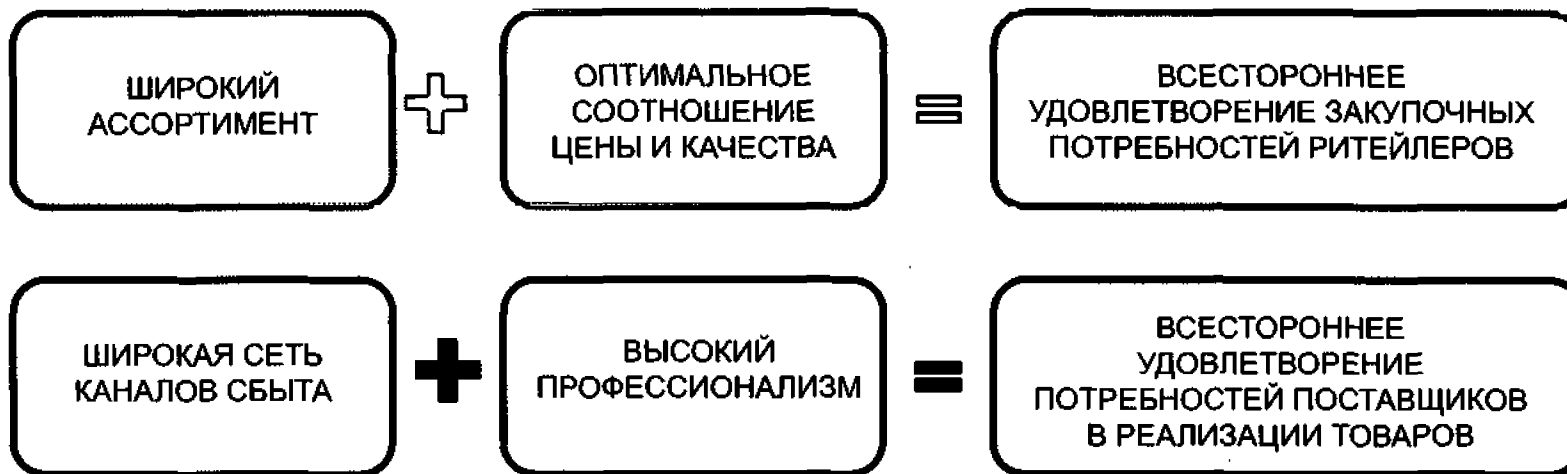 ШИРОКИЙ
АССОРТИМЕНТ
ОПТИМАЛЬНОЕ
СООТНОШЕНИЕ
ЦЕНЫ И КАЧЕСТВА
ВСЕСТОРОННЕЕ
УДОВЛЕТВОРЕНИЕ ЗАКУПОЧНЫХ
ПОТРЕБНОСТЕЙ РИТЕЙЛЕРОВ
ШИРОКАЯ СЕТЬ
КАНАЛОВ СБЫТА
ВЫСОКИЙ
ПРОФЕССИОНАЛИЗМ
ВСЕСТОРОННЕЕ
УДОВЛЕТВОРЕНИЕ
ПОТРЕБНОСТЕЙ ПОСТАВЩИКОВ
В РЕАЛИЗАЦИИ ТОВАРОВ